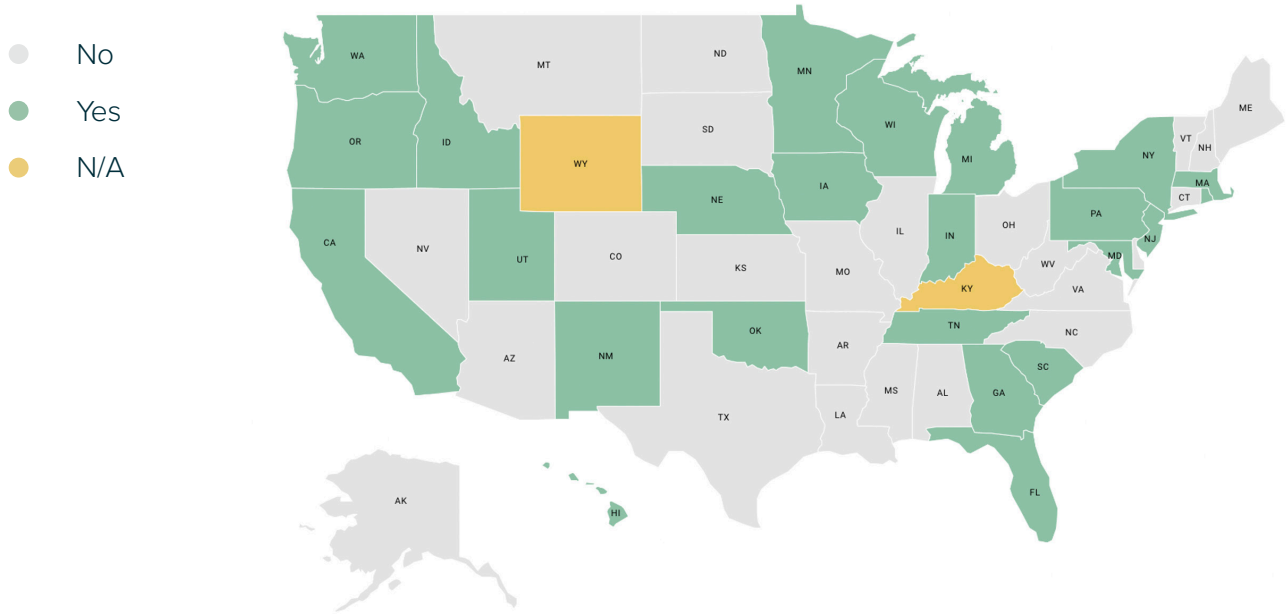 No
Yes
N/A
WA
MT
ND
MN
OR
ID
WY
SD
WI
MI
NY
VT
NH
ME
MA
CT
NE
IA
PA
NJ
CA
NV
UT
CO
KS
MO
IL
IN
OH
WV
MD
VA
KY
AZ
NM
OK
AR
TN
NC
SC
TX
LA
MS
AL
GA
FL
AK
HI